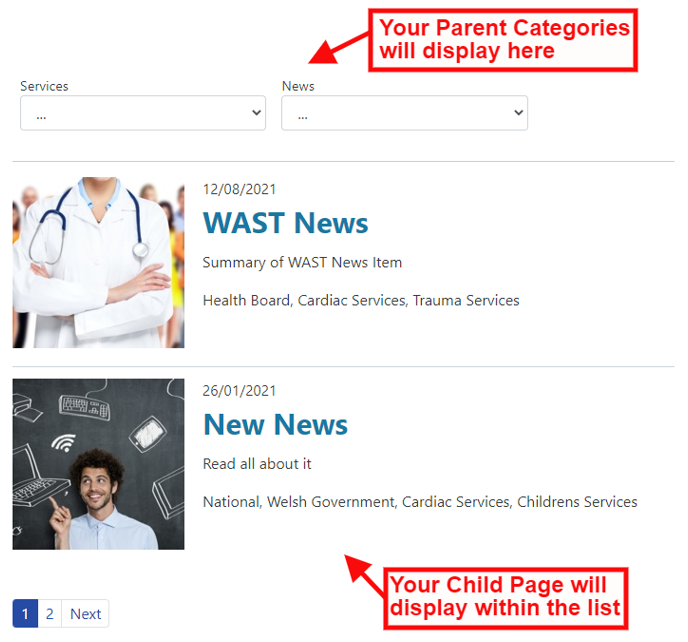 Your Parent Categories
will display here
Services
News
...
...
12/08/2021
WAST News
Summary of WAST News Item
Health Board, Cardiac Services, Trauma Services
26/01/2021
New News
Read all about it
National, Welsh Government, Cardiac Services, Childrens Services
Your Child Page will
display within the list
1 2 Next